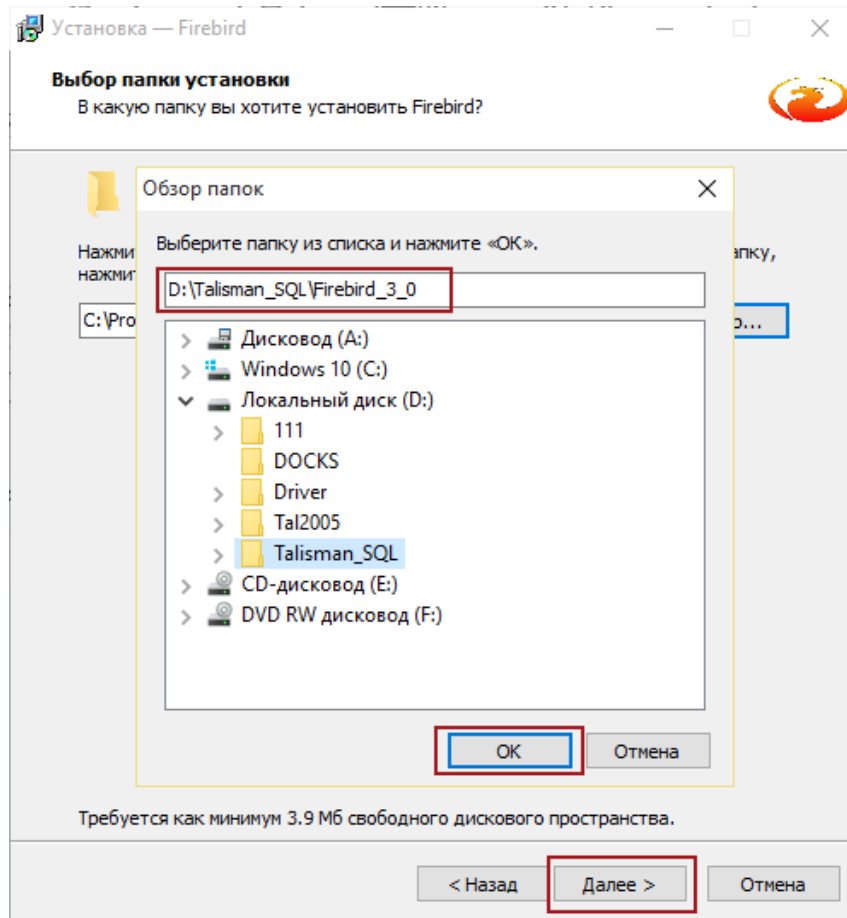 Установка — Firebird
Выбор папки установки
В какую папку вы хотите установить Firebird?
Обзор папок
Выберите папку из списка и нажмите «ОК».
D:\Talisman_SQL\Firebird_3_0
C:\Pro
Дисковод (A:)
Windows 10 (C:)
Локальный диск (D:)
111
DOCKS
Driver
Tal2005
Talisman_SQL
CD-дисковод (E:)
DVD RW дисковод (F:)
ОК Отмена
Требуется как минимум 3.9 Мб свободного дискового пространства.
< Назад Далее > Отмена